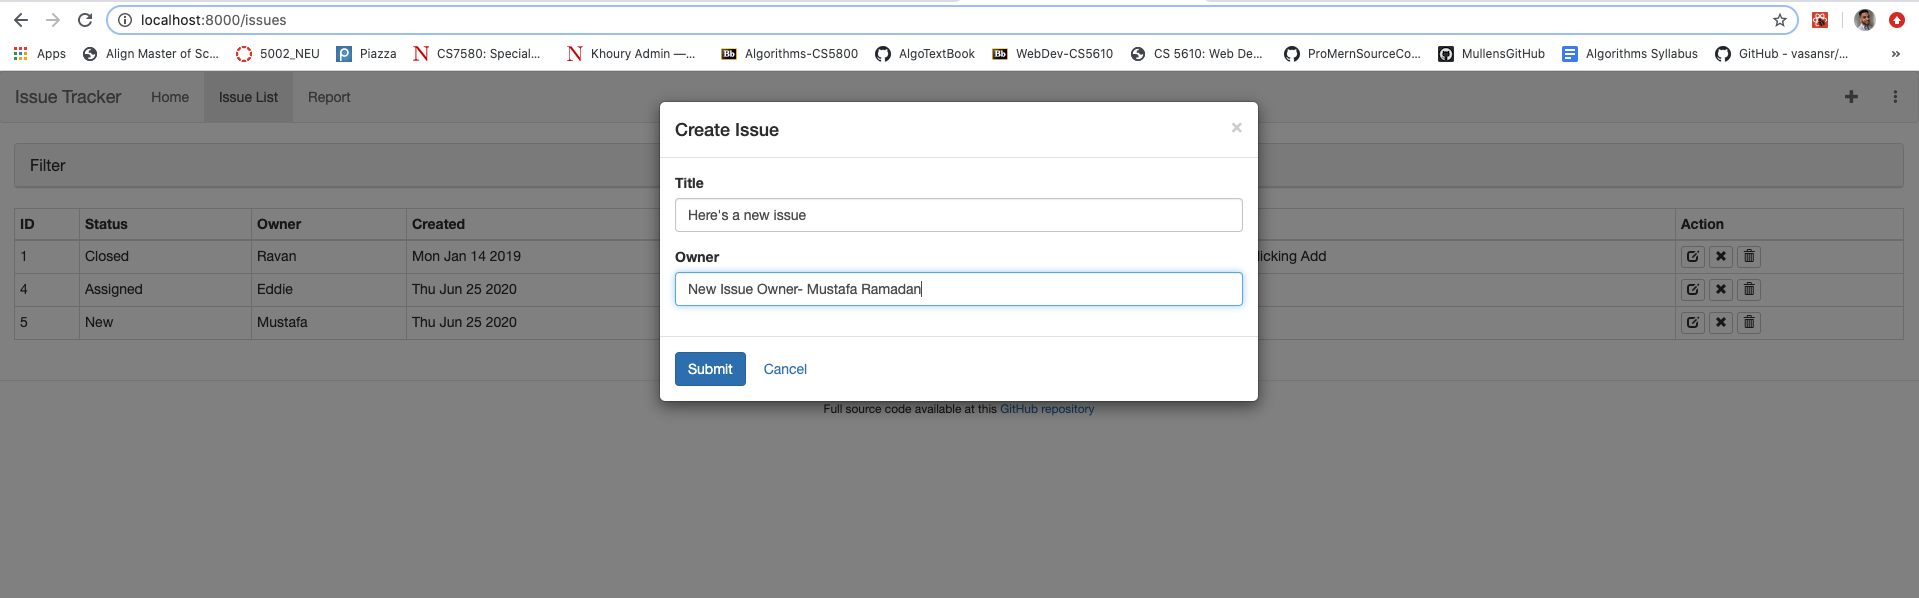 localhost:8000/issues
Apps Align Master of Sc... 5002_NEU Piazza CS7580: Special... Khoury Admin —... Bb Algorithms-CS5800 AlgoTextBook Bb WebDev-CS5610 CS 5610: Web De... ProMernSourceCo... MullensGitHub Algorithms Syllabus GitHub - vasansr/... »
Issue Tracker Home Issue List Report
Create Issue ×
Filter
Title
Here's a new issue
ID Status Owner Created Action
1 Closed Ravan Mon Jan 14 2019 licking Add
Owner
4 Assigned Eddie Thu Jun 25 2020
New Issue Owner- Mustafa Ramadan
5 New Mustafa Thu Jun 25 2020
Submit Cancel
Full source code available at this GitHub repository